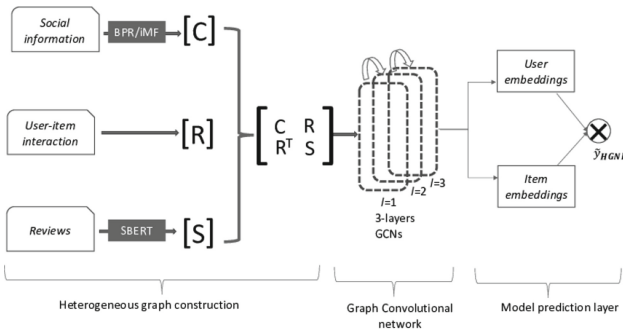 Social
information
BPR/iMF
[C]
User-item
interaction
[R]
Reviews
SBERT
[S]
C R
Rᵀ S
l=1
l=2
l=3
3-layers
GCNs
User
embeddings
Item
embeddings
Heterogeneous graph construction
Graph Convolutional
network
Model prediction layer